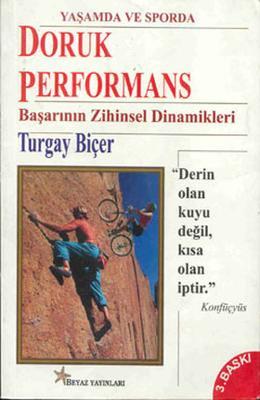 YAŞAMDA VE SPORDA
DORUK
PERFORMANS
Başarının Zihinsel Dinamikleri
Turgay Biçer
“Derin
olan
kuyu
değil,
kısa
olan
iptir.”
Konfüçyüs
BEYAZ YAYINLARI
3. BASKI